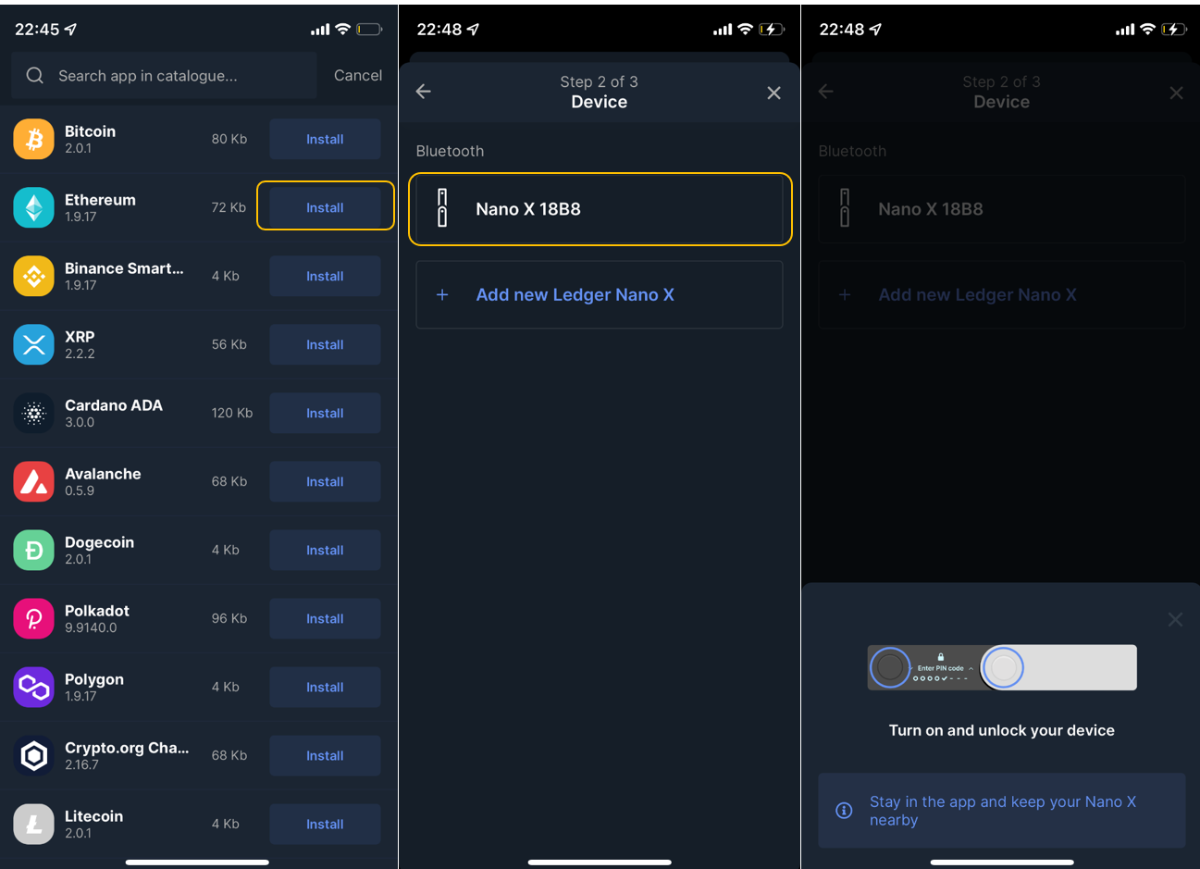 22:45
Search app in catalogue...
Cancel
Bitcoin
2.0.1
80 Kb
Install
Ethereum
1.9.17
72 Kb
Install
Binance Smart...
1.9.17
4 Kb
Install
XRP
2.2.2
56 Kb
Install
Cardano ADA
3.0.0
120 Kb
Install
Avalanche
0.5.9
68 Kb
Install
Dogecoin
2.0.1
4 Kb
Install
Polkadot
9.9140.0
96 Kb
Install
Polygon
1.9.17
4 Kb
Install
Crypto.org Cha...
2.16.7
68 Kb
Install
Litecoin
2.0.1
4 Kb
Install
22:48
Step 2 of 3
Device
Bluetooth
Nano X 18B8
+ Add new Ledger Nano X
22:48
Step 2 of 3
Device
Bluetooth
Nano X 18B8
+ Add new Ledger Nano X
Enter PIN code
Turn on and unlock your device
Stay in the app and keep your Nano X
nearby